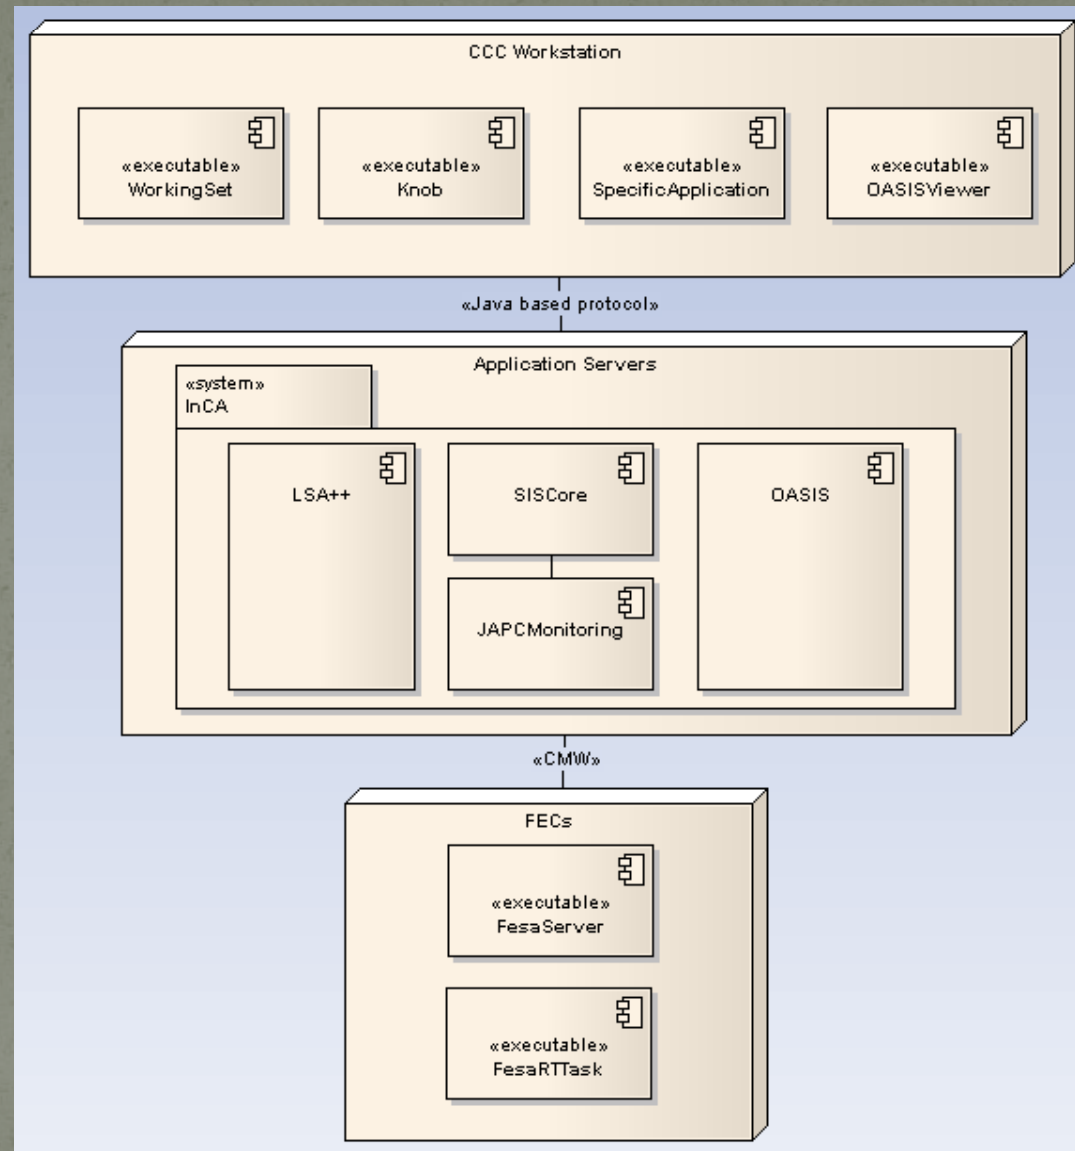 CCC Workstation
«executable»
WorkingSet
«executable»
Knob
«executable»
SpecificApplication
«executable»
OASISViewer
«Java based protocol»
Application Servers
«system»
InCA
LSA++
SISCore
OASIS
JAPCMonitoring
«CMW»
FECs
«executable»
FesaServer
«executable»
FesaRTTask